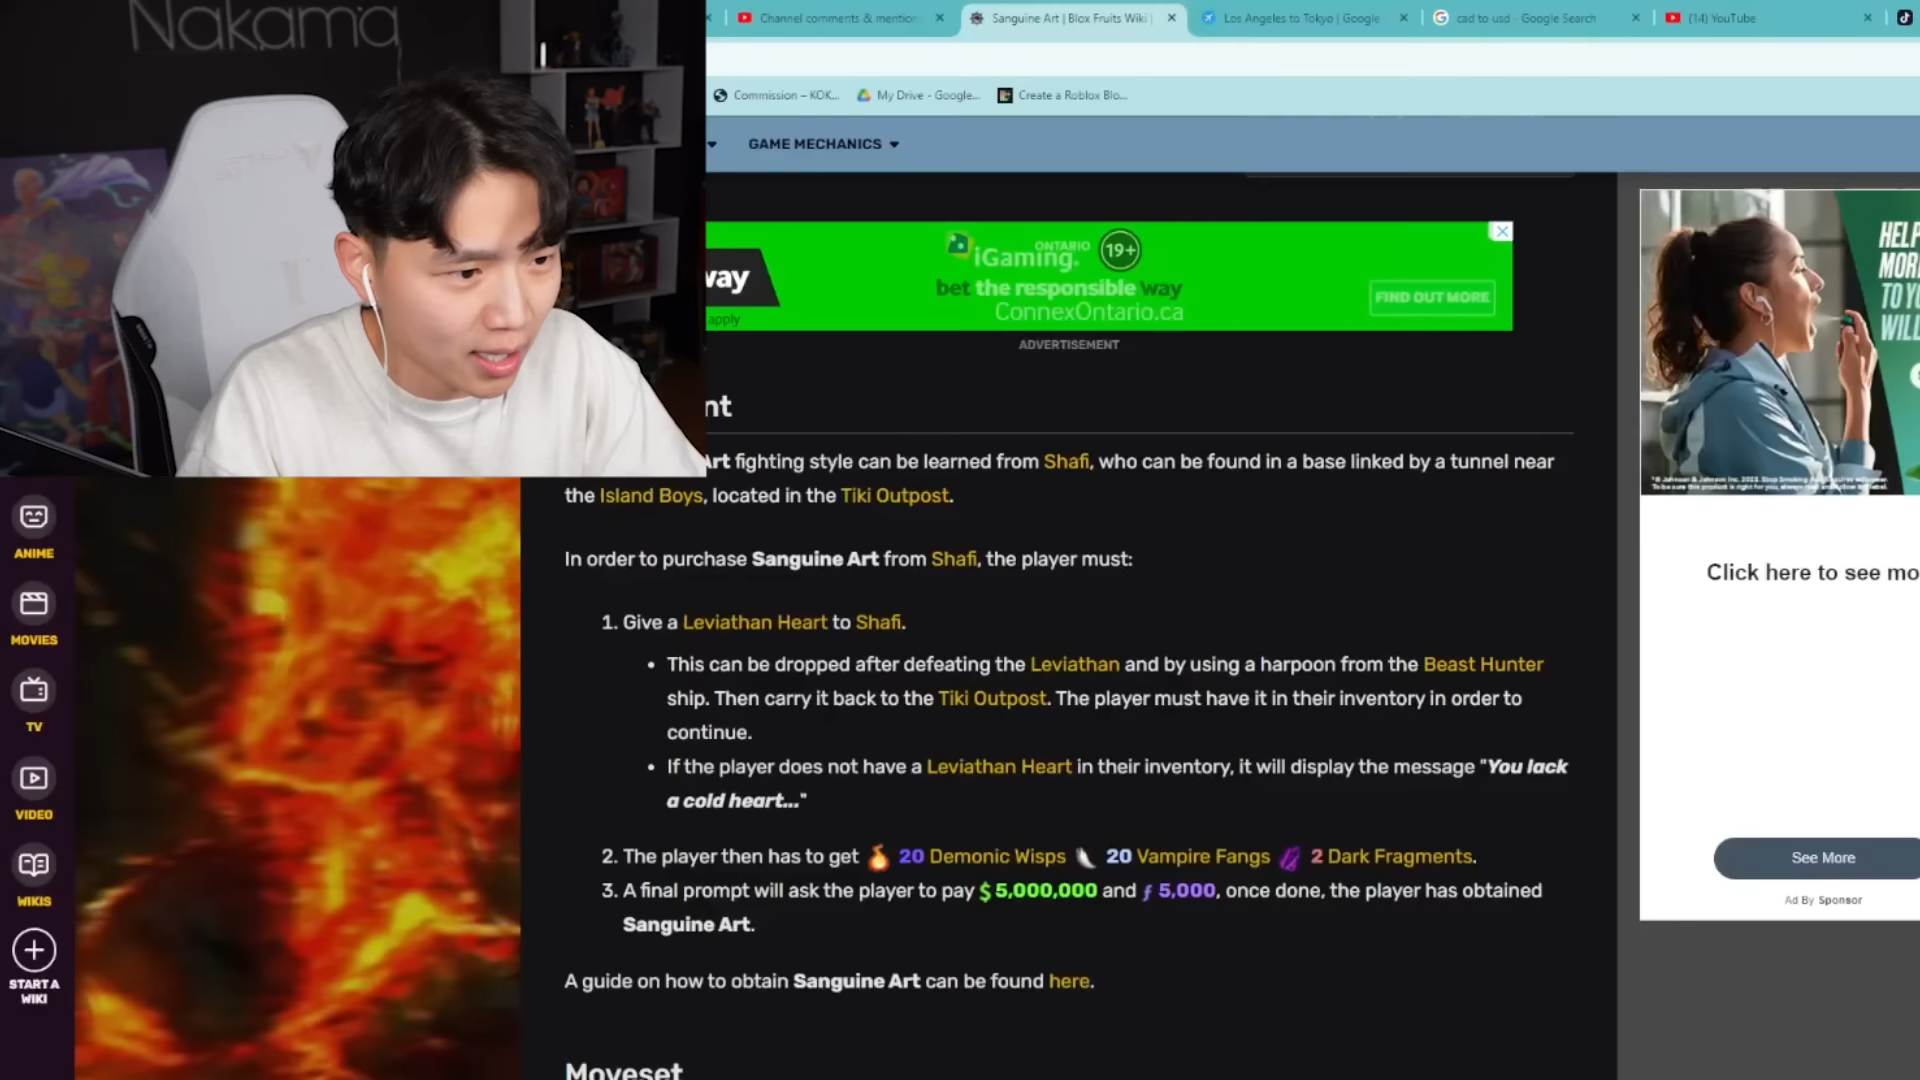 Nakama
Channel comments & mention
Sanguine Art | Blox Fruits Wiki |
Los Angeles to Tokyo | Google
cad to usd - Google Search
(14) YouTube
Commission – KOK...
My Drive - Google...
Create a Roblox Blo...
GAME MECHANICS
way
apply
iGaming.
ONTARIO
19+
bet the responsible way
ConnexOntario.ca
FIND OUT MORE
ADVERTISEMENT
HELP
MOR
TO YO
WILL
nt
Art fighting style can be learned from Shafi, who can be found in a base linked by a tunnel near
the Island Boys, located in the Tiki Outpost.
In order to purchase Sanguine Art from Shafi, the player must:
1. Give a Leviathan Heart to Shafi.
• This can be dropped after defeating the Leviathan and by using a harpoon from the Beast Hunter
ship. Then carry it back to the Tiki Outpost. The player must have it in their inventory in order to
continue.
• If the player does not have a Leviathan Heart in their inventory, it will display the message "You lack
a cold heart..."
2. The player then has to get 20 Demonic Wisps 20 Vampire Fangs 2 Dark Fragments.
3. A final prompt will ask the player to pay $ 5,000,000 and ƒ 5,000, once done, the player has obtained
Sanguine Art.
A guide on how to obtain Sanguine Art can be found here.
Moveset
ANIME
MOVIES
TV
VIDEO
WIKIS
START A
WIKI
Click here to see mo
See More
Ad By Sponsor